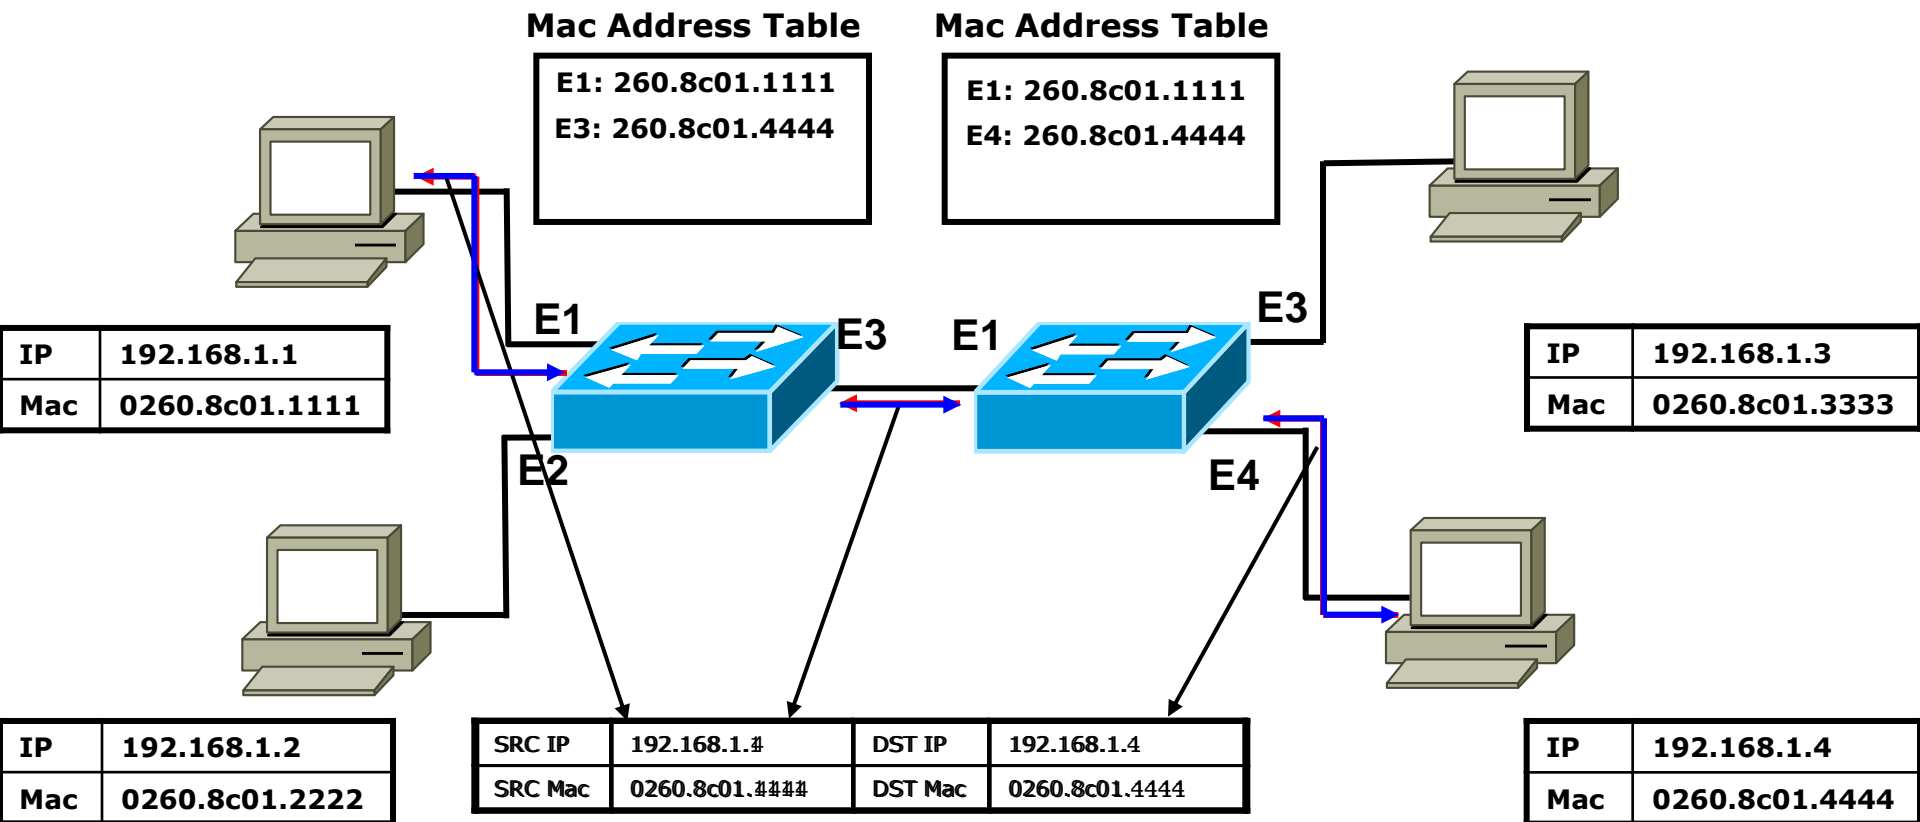 Mac Address Table
Mac Address Table
E1: 260.8c01.1111
E3: 260.8c01.4444
E1: 260.8c01.1111
E4: 260.8c01.4444
E1
E3
E1
E3
E2
E4
IP 192.168.1.1
Mac 0260.8c01.1111
IP 192.168.1.3
Mac 0260.8c01.3333
IP 192.168.1.2
Mac 0260.8c01.2222
SRC IP DST IP 192.168.1.4
SRC Mac DST Mac 0260.8c01.4444
IP 192.168.1.4
Mac 0260.8c01.4444